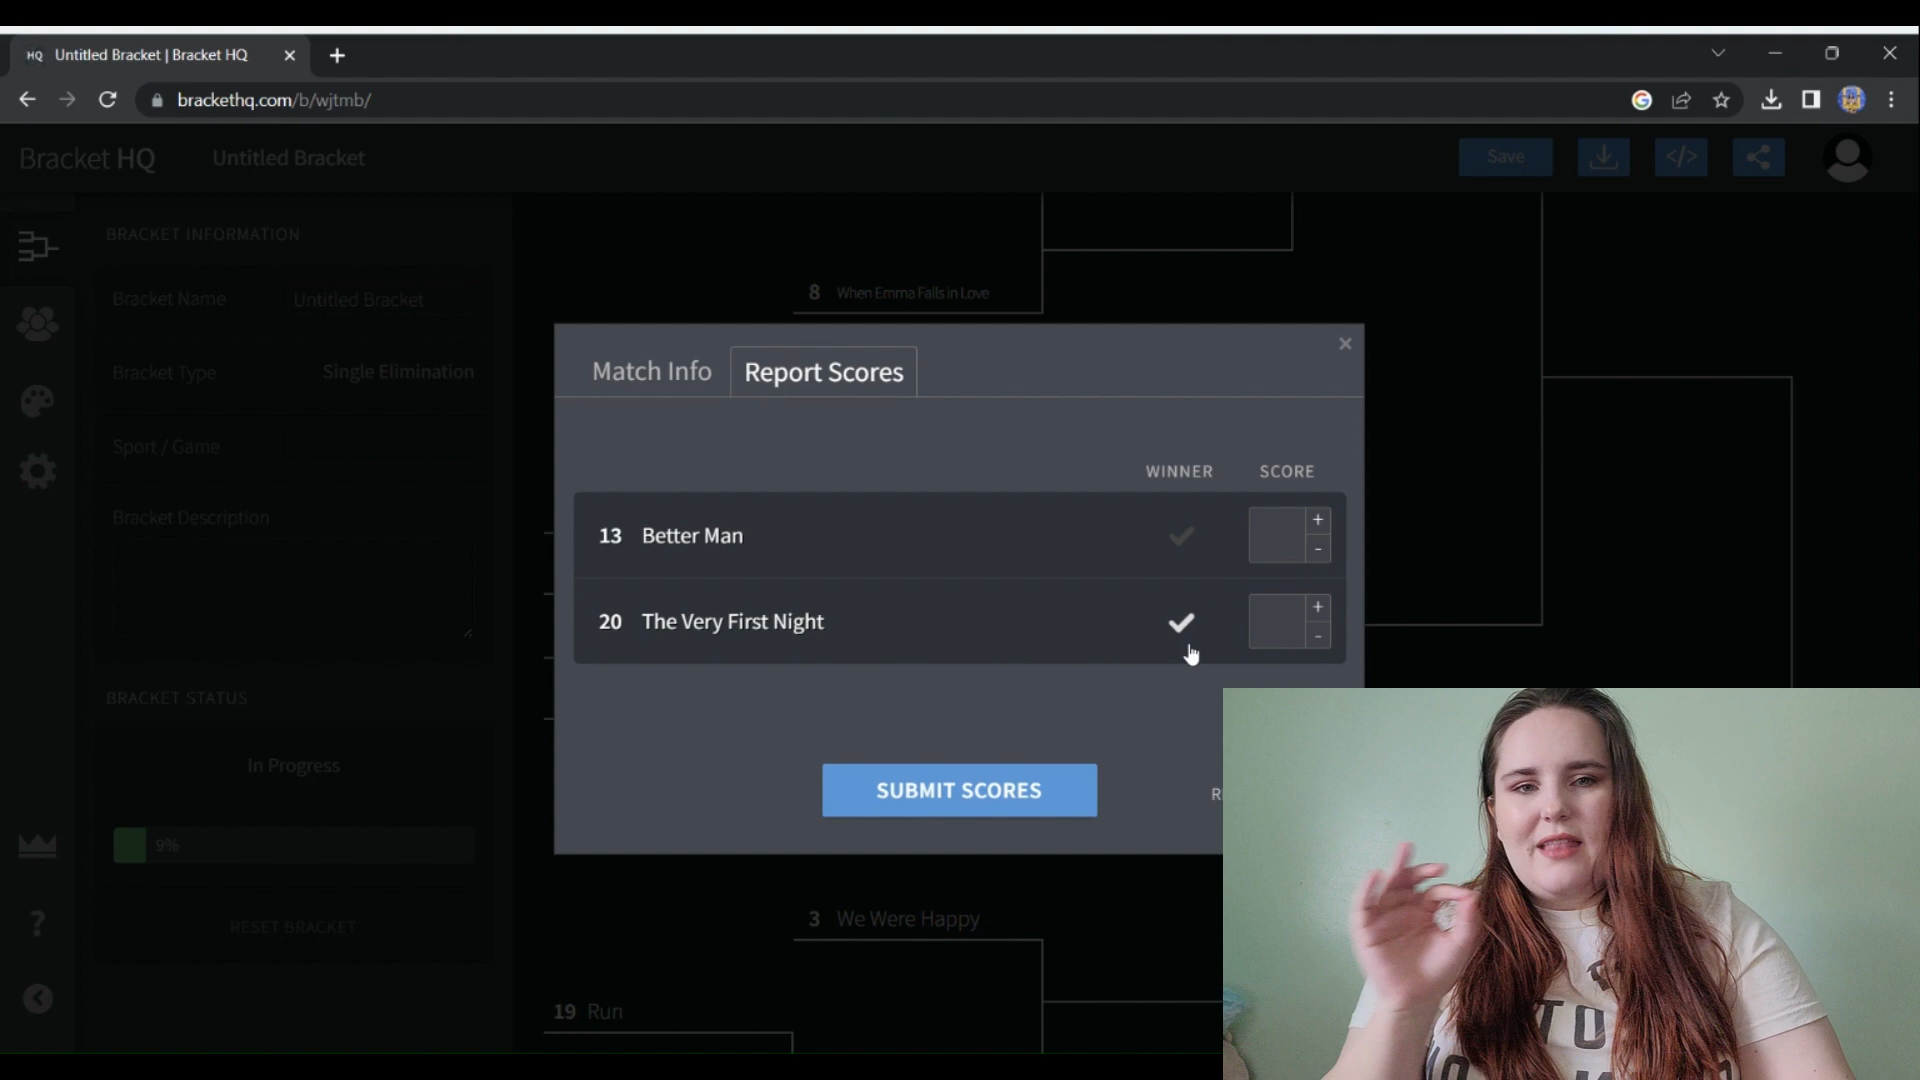 HQ Untitled Bracket | Bracket HQ
brackethq.com/b/wjtmb/
Bracket HQ Untitled Bracket Save </>
BRACKET INFORMATION
Bracket Name Untitled Bracket
Bracket Type Single Elimination
Sport / Game
Bracket Description
BRACKET STATUS
In Progress
9%
RESET BRACKET
?
8 When Emma Falls in Love
Match Info Report Scores
WINNER SCORE
13 Better Man + -
20 The Very First Night + -
SUBMIT SCORES
3 We Were Happy
19 Run
TO